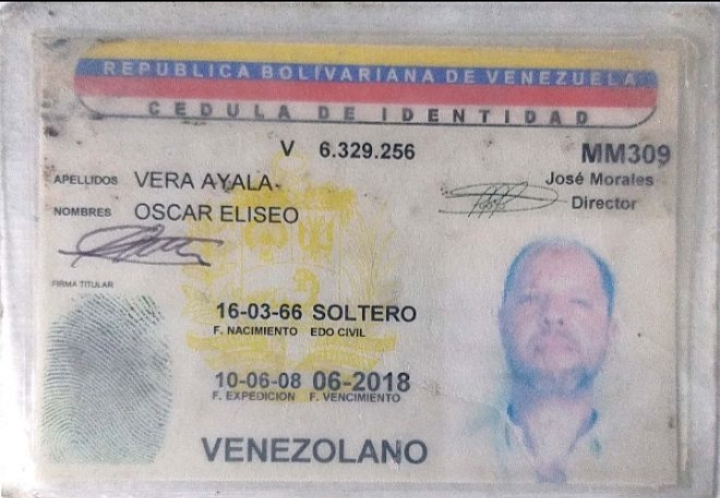 REPUBLICA BOLIVARIANA DE VENEZUELA
CEDULA DE IDENTIDAD
V 6.329.256
MM309
APELLIDOS VERA AYALA
José Morales
Director
NOMBRES OSCAR ELISEO
FIRMA TITULAR
16-03-66 SOLTERO
F. NACIMIENTO EDO CIVIL
10-06-08 06-2018
F. EXPEDICION F. VENCIMIENTO
VENEZOLANO